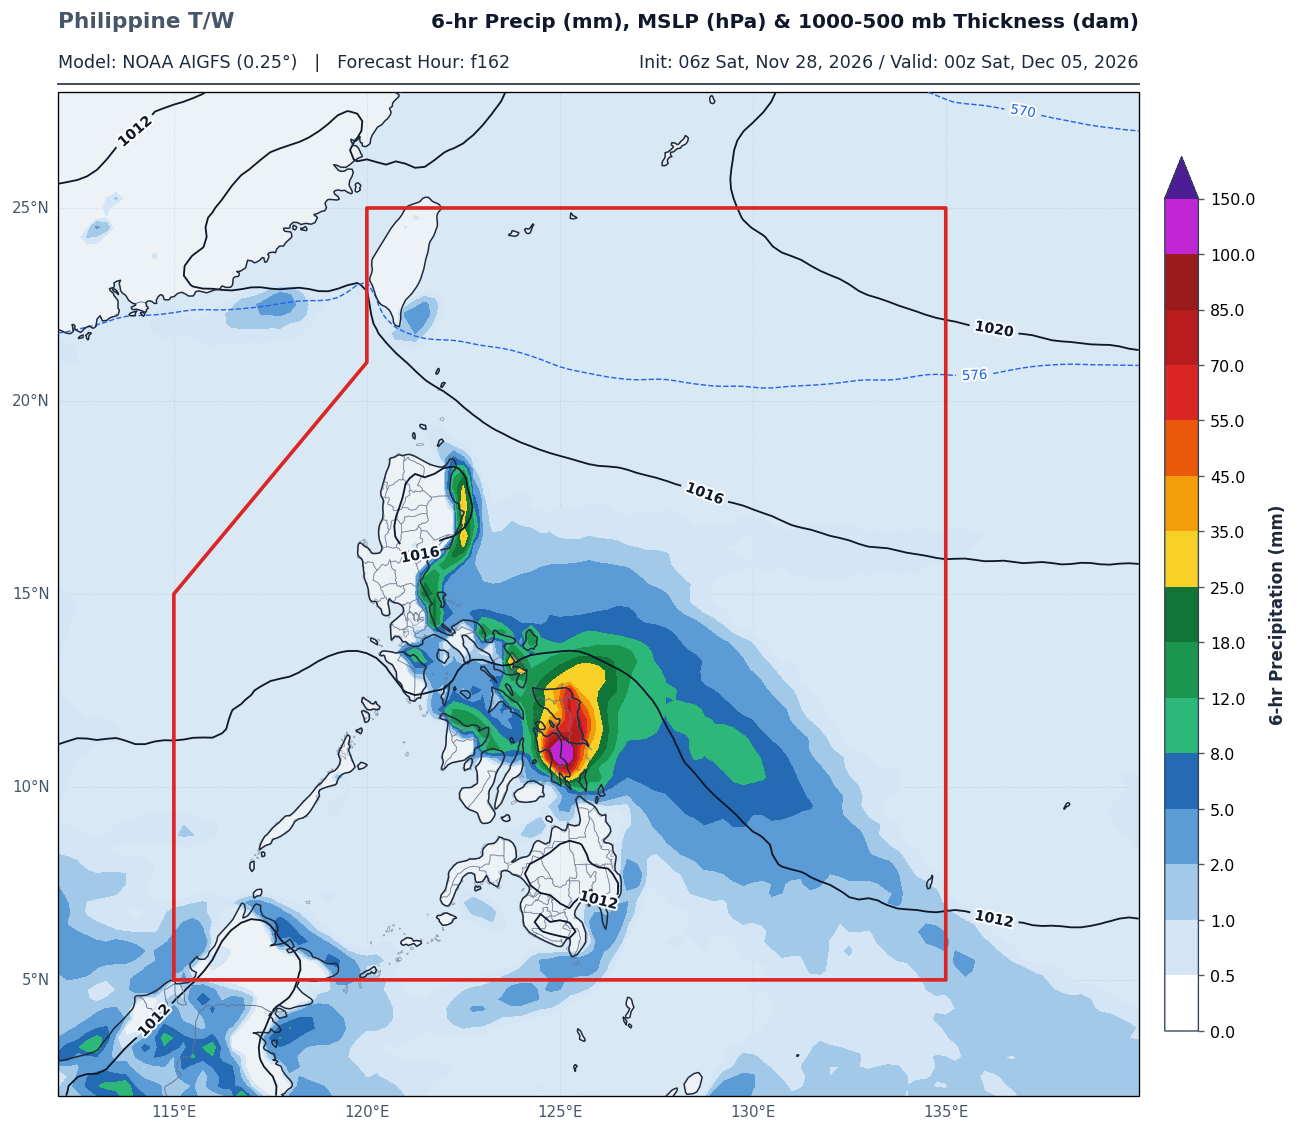 Philippine T/W
6-hr Precip (mm), MSLP (hPa) & 1000-500 mb Thickness (dam)
Model: NOAA AIGFS (0.25°) | Forecast Hour: f162
Init: 06z Sat, Nov 28, 2026 / Valid: 00z Sat, Dec 05, 2026
1012
570
25°N
1020
576
20°N
1016
1016
15°N
10°N
1012
1012
5°N
1012
115°E
120°E
125°E
130°E
135°E
150.0
100.0
85.0
70.0
55.0
45.0
35.0
25.0
18.0
12.0
8.0
5.0
2.0
1.0
0.5
0.0
6-hr Precipitation (mm)